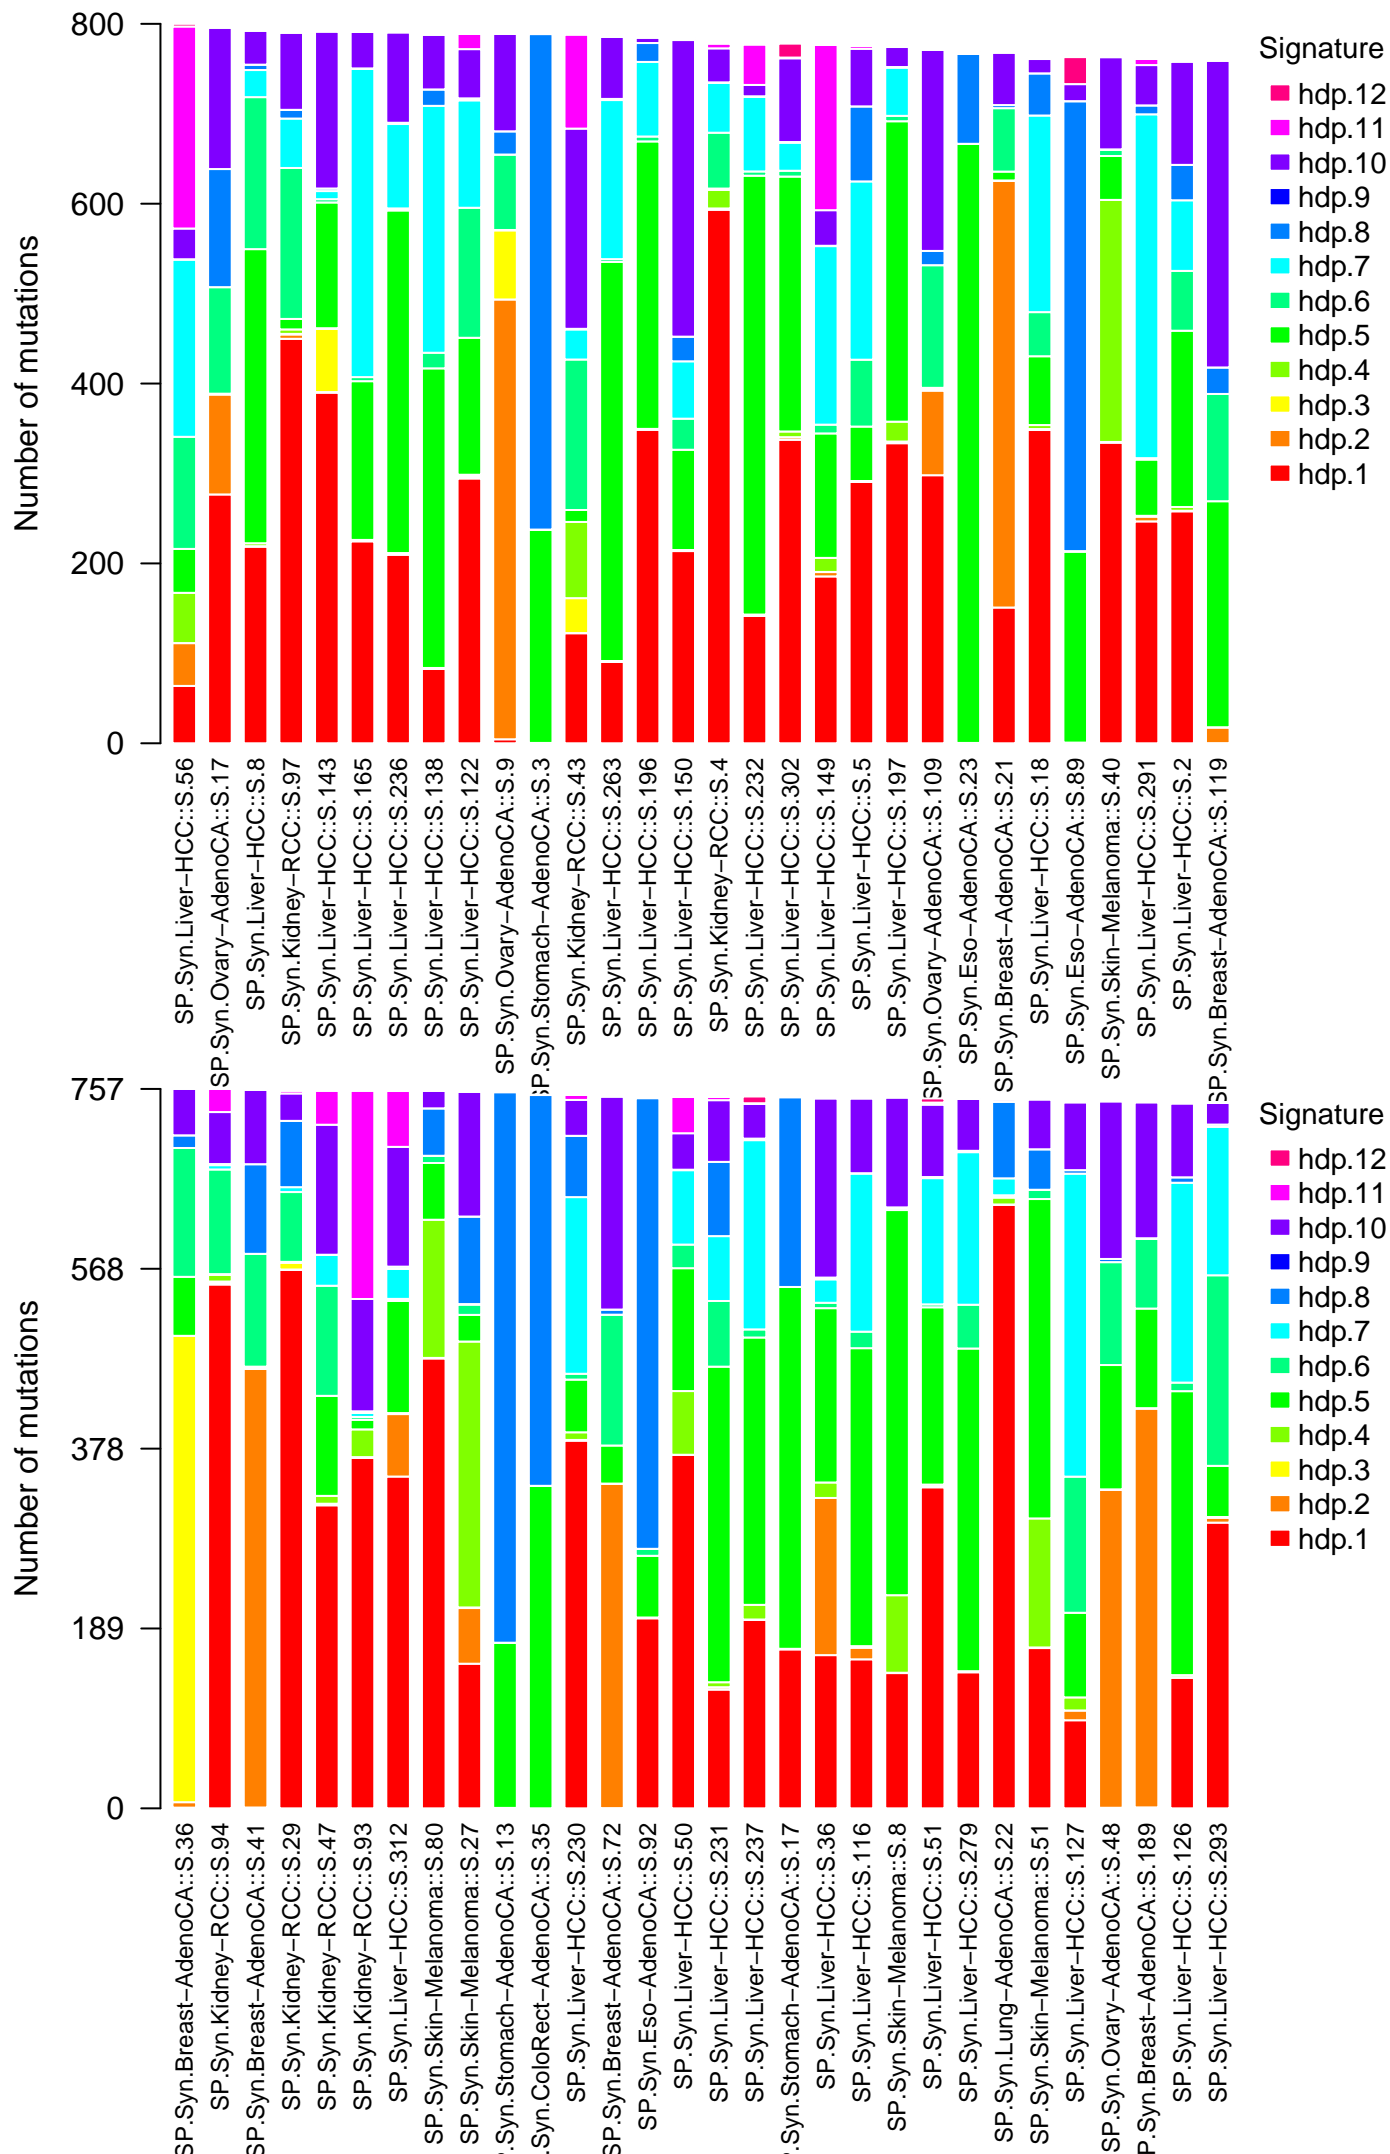 Number of mutations
800
600
400
200
0
Signature
hdp.12
hdp.11
hdp.10
hdp.9
hdp.8
hdp.7
hdp.6
hdp.5
hdp.4
hdp.3
hdp.2
hdp.1
SP.Syn.Liver−HCC::S.56
SP.Syn.Ovary−AdenoCA::S.17
SP.Syn.Liver−HCC::S.8
SP.Syn.Kidney−RCC::S.97
SP.Syn.Liver−HCC::S.143
SP.Syn.Liver−HCC::S.165
SP.Syn.Liver−HCC::S.236
SP.Syn.Liver−HCC::S.138
SP.Syn.Liver−HCC::S.122
SP.Syn.Ovary−AdenoCA::S.9
SP.Syn.Stomach−AdenoCA::S.3
SP.Syn.Kidney−RCC::S.43
SP.Syn.Liver−HCC::S.263
SP.Syn.Liver−HCC::S.196
SP.Syn.Liver−HCC::S.150
SP.Syn.Kidney−RCC::S.4
SP.Syn.Liver−HCC::S.232
SP.Syn.Liver−HCC::S.302
SP.Syn.Liver−HCC::S.149
SP.Syn.Liver−HCC::S.5
SP.Syn.Liver−HCC::S.197
SP.Syn.Ovary−AdenoCA::S.109
SP.Syn.Eso−AdenoCA::S.23
SP.Syn.Breast−AdenoCA::S.21
SP.Syn.Liver−HCC::S.18
SP.Syn.Eso−AdenoCA::S.89
SP.Syn.Skin−Melanoma::S.40
SP.Syn.Liver−HCC::S.291
SP.Syn.Liver−HCC::S.2
SP.Syn.Breast−AdenoCA::S.119
Number of mutations
757
568
378
189
0
Signature
hdp.12
hdp.11
hdp.10
hdp.9
hdp.8
hdp.7
hdp.6
hdp.5
hdp.4
hdp.3
hdp.2
hdp.1
SP.Syn.Breast−AdenoCA::S.36
SP.Syn.Kidney−RCC::S.94
SP.Syn.Breast−AdenoCA::S.41
SP.Syn.Kidney−RCC::S.29
SP.Syn.Kidney−RCC::S.47
SP.Syn.Kidney−RCC::S.93
SP.Syn.Liver−HCC::S.312
SP.Syn.Skin−Melanoma::S.80
SP.Syn.Skin−Melanoma::S.27
P.Syn.Stomach−AdenoCA::S.13
.Syn.ColoRect−AdenoCA::S.35
SP.Syn.Liver−HCC::S.230
SP.Syn.Breast−AdenoCA::S.72
SP.Syn.Eso−AdenoCA::S.92
SP.Syn.Liver−HCC::S.50
SP.Syn.Liver−HCC::S.231
SP.Syn.Liver−HCC::S.237
P.Syn.Stomach−AdenoCA::S.17
SP.Syn.Liver−HCC::S.36
SP.Syn.Liver−HCC::S.116
SP.Syn.Skin−Melanoma::S.8
SP.Syn.Liver−HCC::S.51
SP.Syn.Liver−HCC::S.279
SP.Syn.Lung−AdenoCA::S.22
SP.Syn.Skin−Melanoma::S.51
SP.Syn.Liver−HCC::S.127
SP.Syn.Ovary−AdenoCA::S.48
P.Syn.Breast−AdenoCA::S.189
SP.Syn.Liver−HCC::S.126
SP.Syn.Liver−HCC::S.293